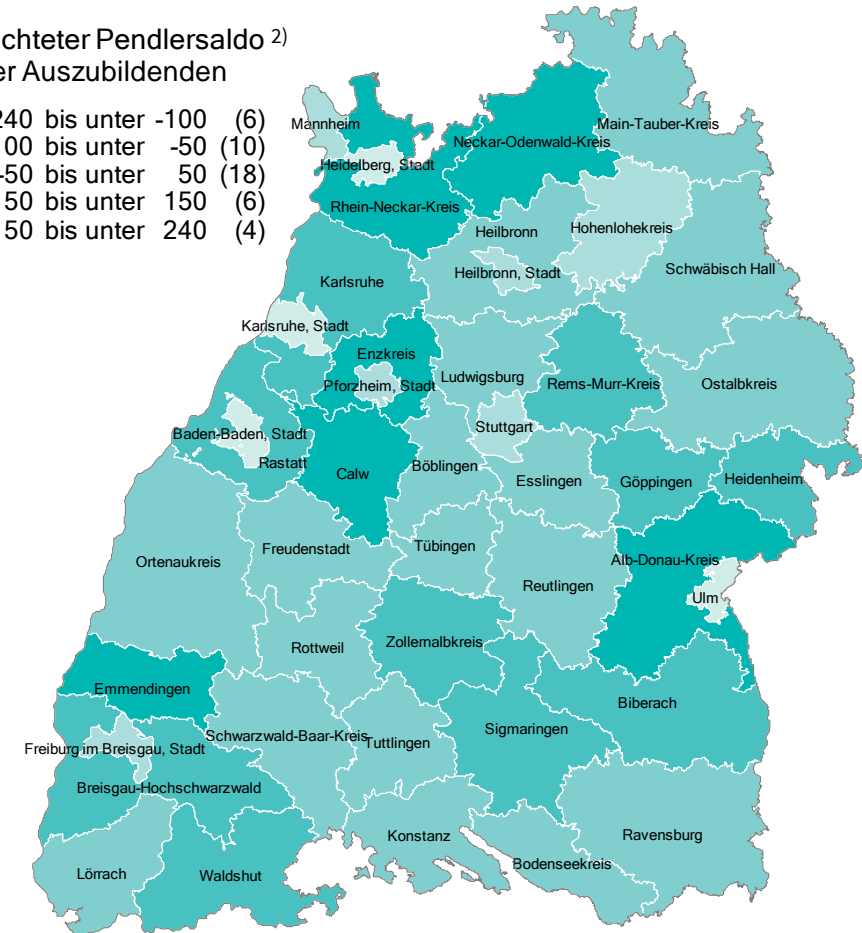 chteter Pendlersaldo 2)
er Auszubildenden
240 bis unter -100 (6)
00 bis unter -50 (10)
-50 bis unter 50 (18)
50 bis unter 150 (6)
50 bis unter 240 (4)
Mannheim
Main-Tauber-Kreis
Neckar-Odenwald-Kreis
Heidelberg, Stadt
Rhein-Neckar-Kreis
Heilbronn
Hohenlohekreis
Heilbronn, Stadt
Schwäbisch Hall
Karlsruhe
Karlsruhe, Stadt
Enzkreis
Pforzheim, Stadt
Ludwigsburg
Rems-Murr-Kreis
Ostalbkreis
Baden-Baden, Stadt
Stuttgart
Rastatt
Calw
Böblingen
Esslingen
Göppingen
Heidenheim
Ortenaukreis
Freudenstadt
Tübingen
Reutlingen
Alb-Donau-Kreis
Ulm
Rottweil
Zollernalbkreis
Emmendingen
Biberach
Freiburg im Breisgau, Stadt
Schwarzwald-Baar-Kreis
Tuttlingen
Sigmaringen
Breisgau-Hochschwarzwald
Konstanz
Ravensburg
Bodenseekreis
Lörrach
Waldshut